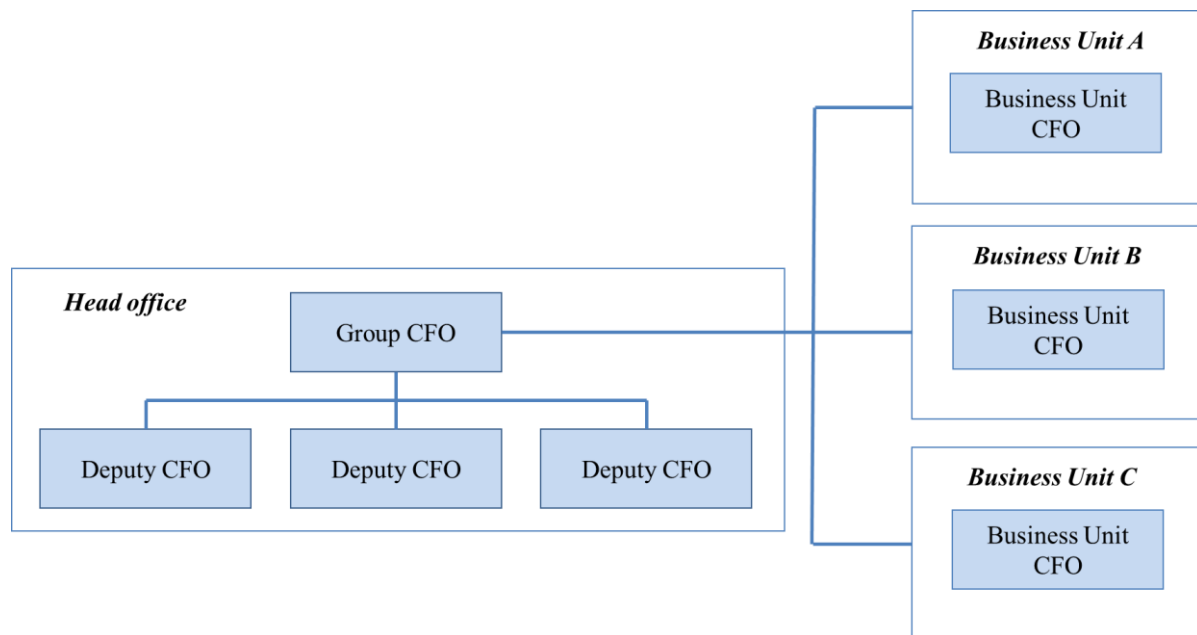 Business Unit A
Business Unit
CFO
Business Unit B
Business Unit
CFO
Head office
Group CFO
Deputy CFO
Deputy CFO
Deputy CFO
Business Unit C
Business Unit
CFO